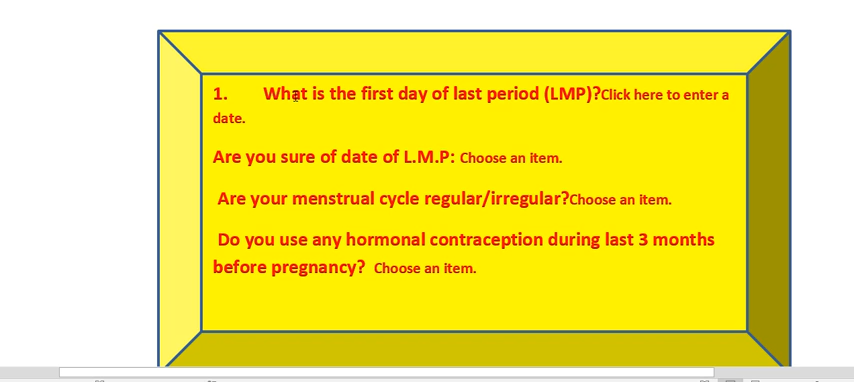 1. What is the first day of last period (LMP)?Click here to enter a
date.
Are you sure of date of L.M.P: Choose an item.
Are your menstrual cycle regular/irregular?Choose an item.
Do you use any hormonal contraception during last 3 months
before pregnancy? Choose an item.